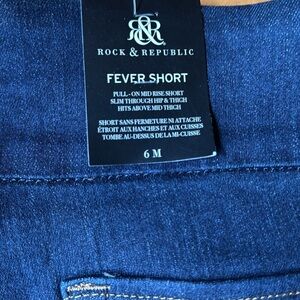 R&R
ROCK & REPUBLIC
FEVER SHORT
PULL-ON MID RISE SHORT
SLIM THROUGH HIP & THIGH
HITS ABOVE MID THIGH
SHORT SANS FERMETURE NI ATTACHE
ÉTROIT AUX HANCHES ET AUX CUISSES
TOMBE AU-DESSUS DE LA MI-CUISSE
6 M